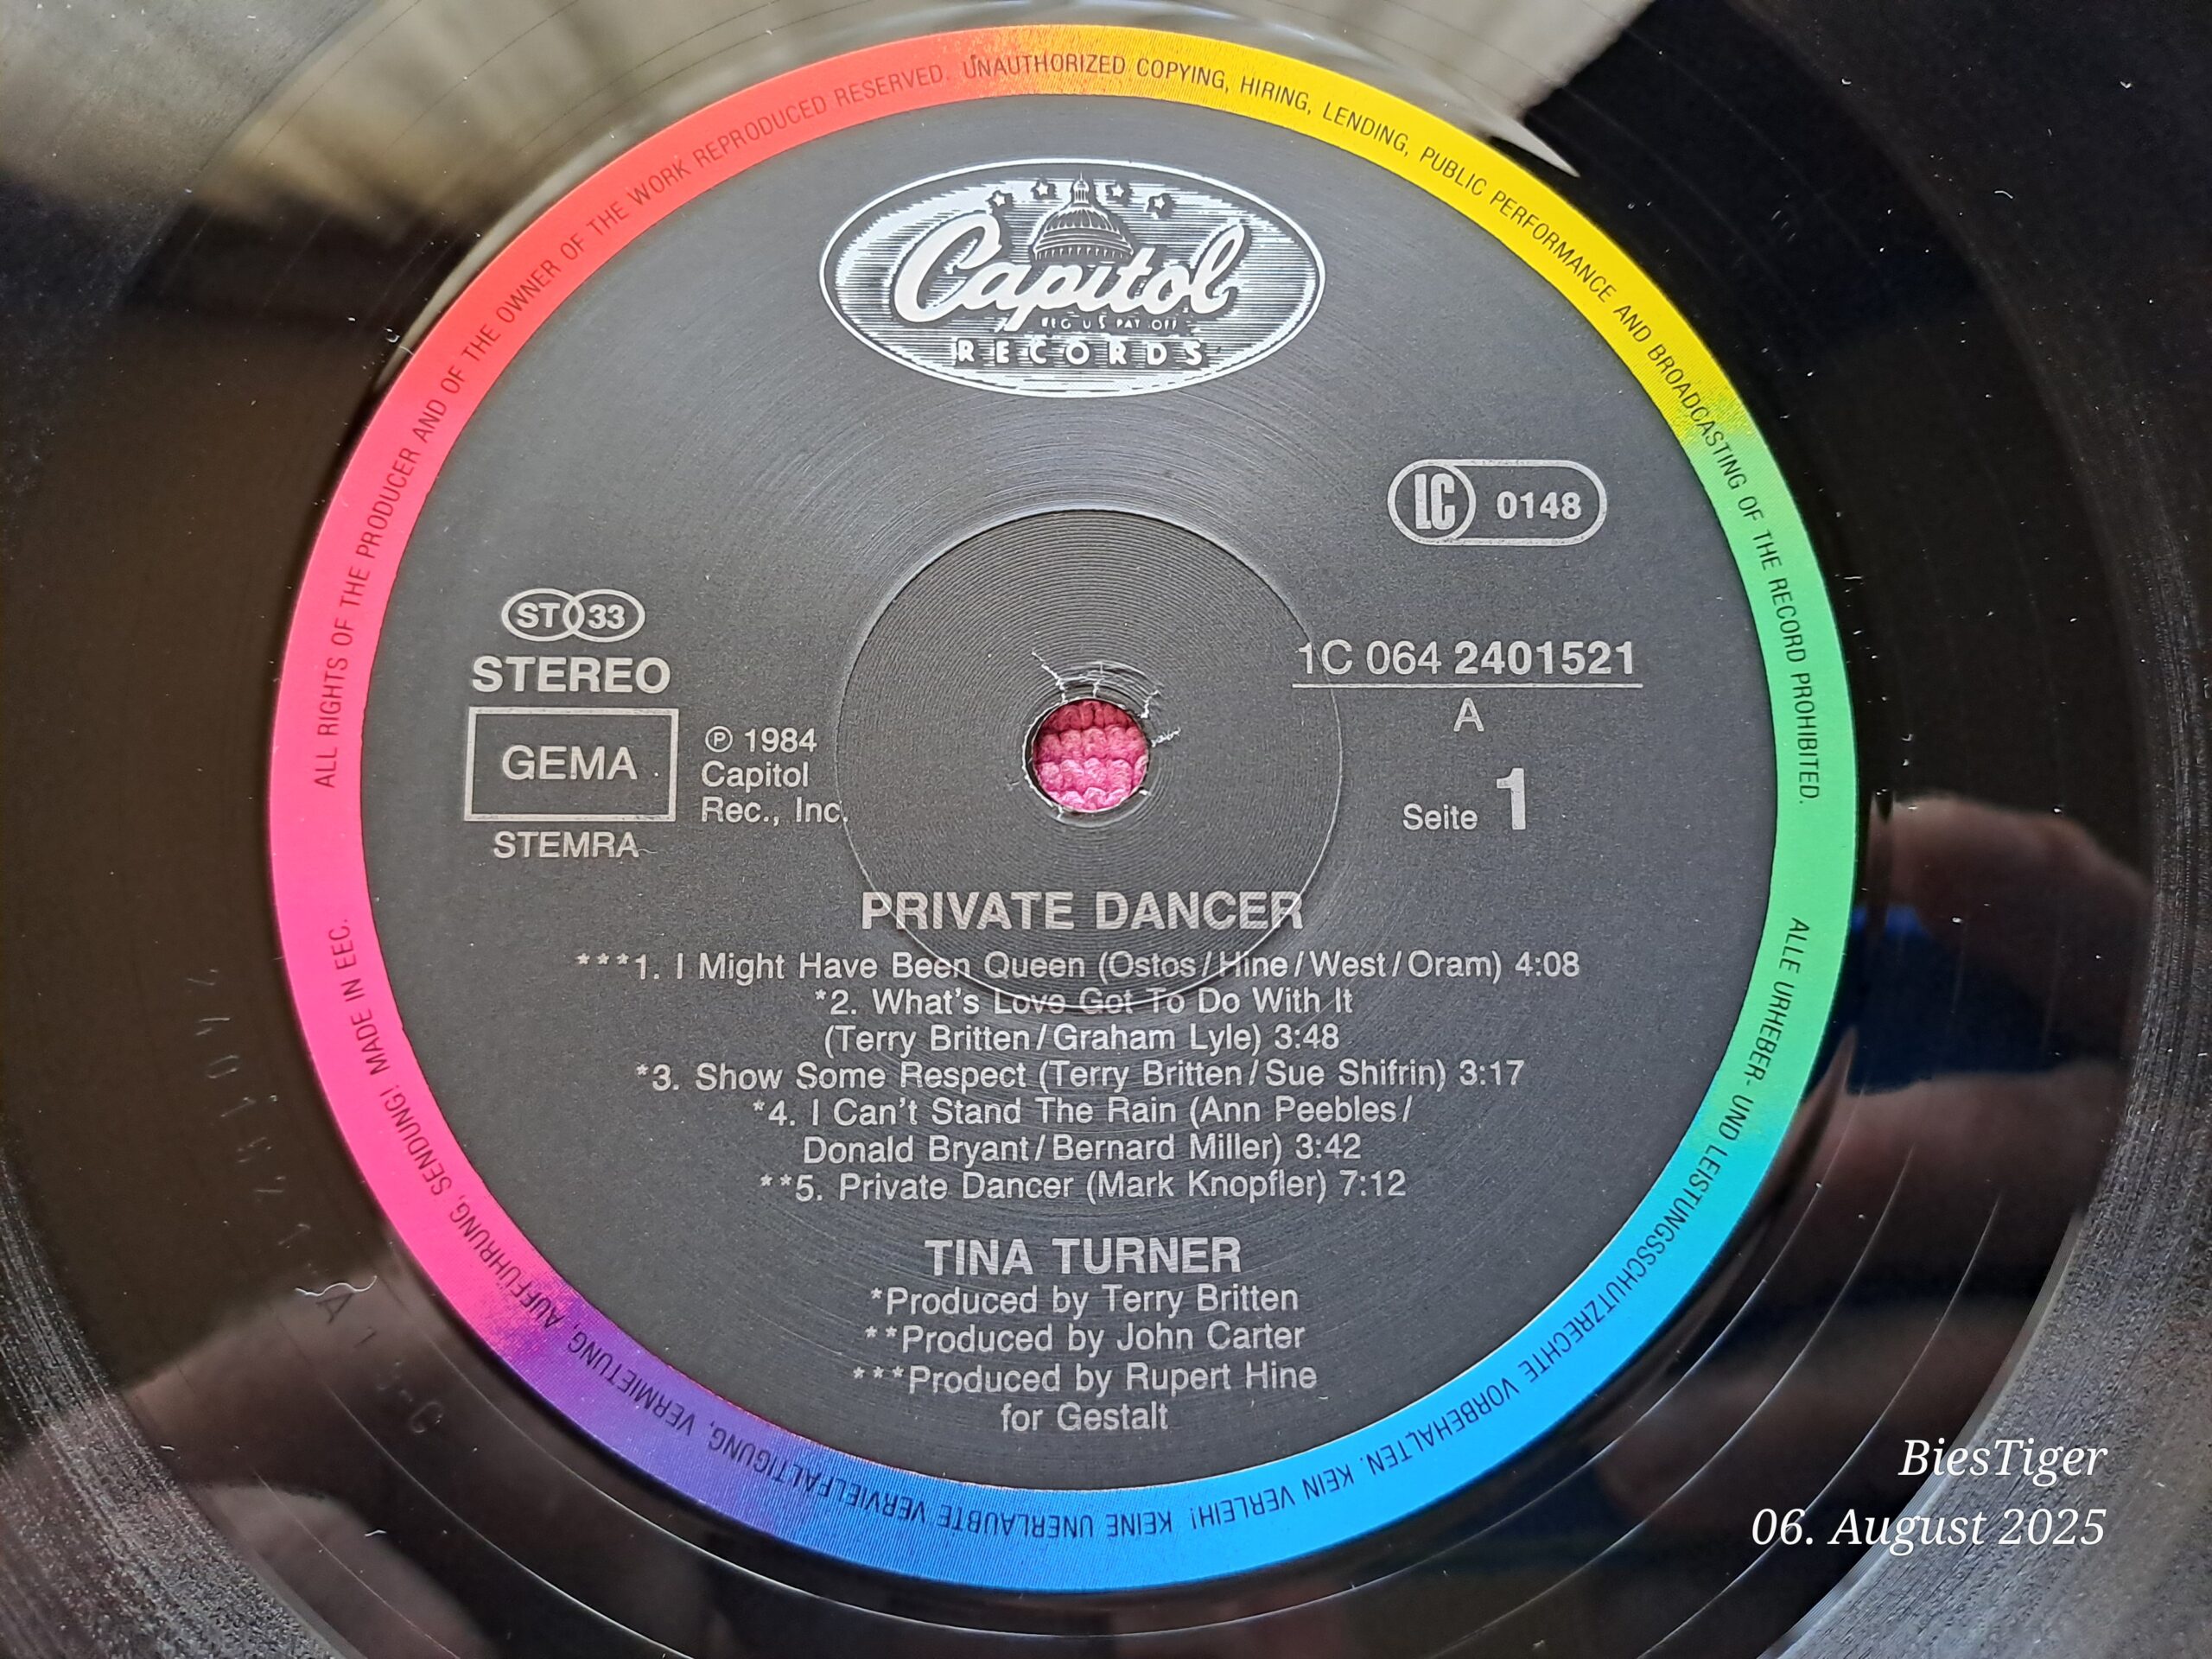 ALL RIGHTS OF THE PRODUCER AND OF THE OWNER OF THE WORK REPRODUCED RESERVED. UNAUTHORIZED COPYING, HIRING, LENDING, PUBLIC PERFORMANCE AND BROADCASTING OF THE RECORD PROHIBITED.
Capitol
REG U S PAT OFF
RECORDS
LC 0148
ST 33
STEREO
GEMA
STEMRA
℗ 1984
Capitol
Rec., Inc.
1C 064 2401521
A
Seite 1
PRIVATE DANCER
***1. I Might Have Been Queen (Ostos/Hine/West/Oram) 4:08
*2. What's Love Got To Do With It
(Terry Britten/Graham Lyle) 3:48
*3. Show Some Respect (Terry Britten/Sue Shifrin) 3:17
*4. I Can't Stand The Rain (Ann Peebles/
Donald Bryant/Bernard Miller) 3:42
**5. Private Dancer (Mark Knopfler) 7:12
TINA TURNER
*Produced by Terry Britten
**Produced by John Carter
***Produced by Rupert Hine
for Gestalt
ALLE URHEBER- UND LEISTUNGSSCHUTZRECHTE VORBEHALTEN. KEIN VERLEIH! KEINE UNERLAUBTE VERVIELFÄLTIGUNG, VERMIETUNG, AUFFÜHRUNG, SENDUNG! MADE IN EEC.
BiesTiger
06. August 2025